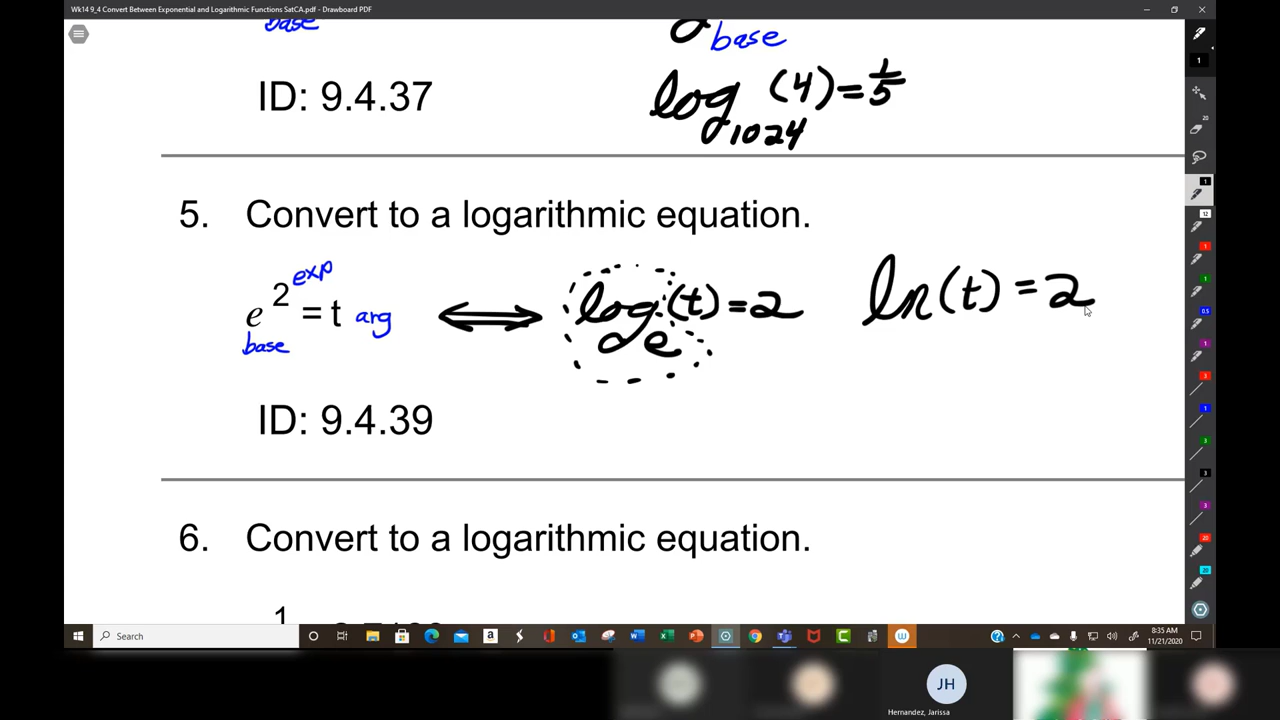 Wk14 9_4 Convert Between Exponential and Logarithmic Functions SatCA.pdf - Drawboard PDF
base
base
ID: 9.4.37
log₁₀₂₄ (4) = 1/5
5. Convert to a logarithmic equation.
e² = t ⟺ logₑ(t) = 2 ln(t) = 2
exp
arg
base
ID: 9.4.39
6. Convert to a logarithmic equation.
Search
8:35 AM
11/21/2020
JH
Hernandez, Jarissa